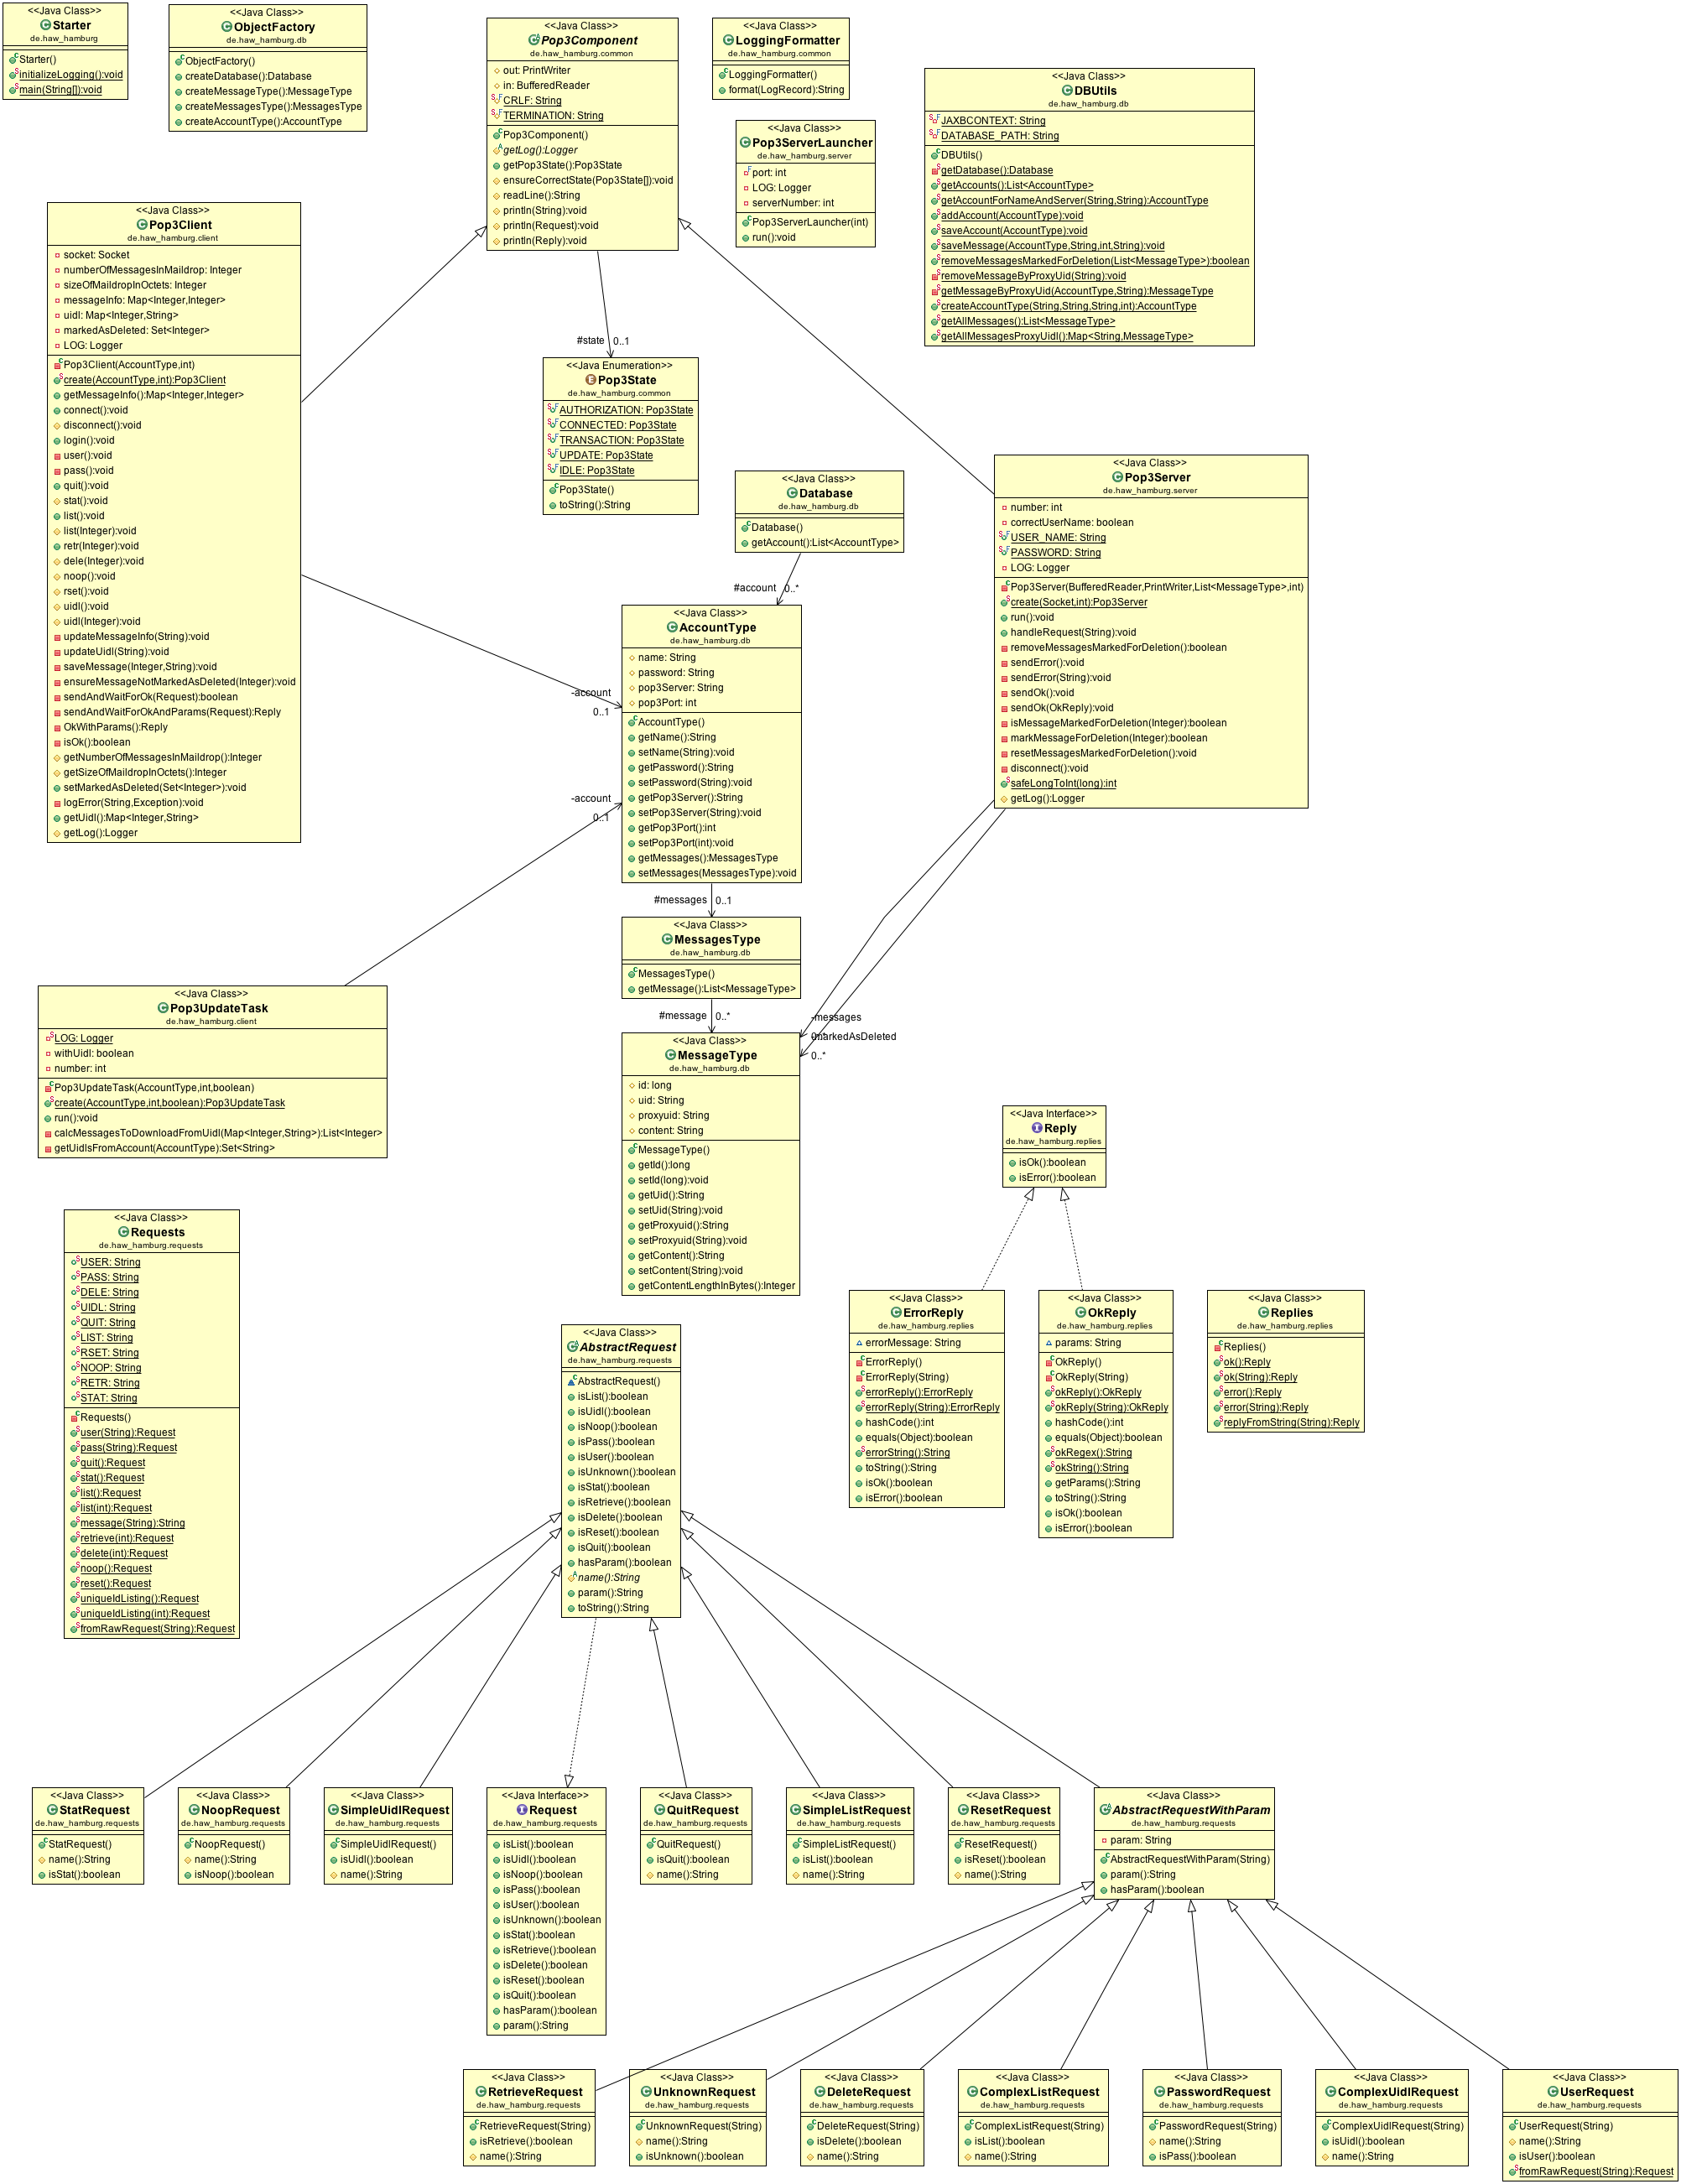 <<Java Class>>
Starter
de.haw_hamburg
Starter()
initializeLogging():void
main(String[]):void
<<Java Class>>
ObjectFactory
de.haw_hamburg.db
ObjectFactory()
createDatabase():Database
createMessageType():MessageType
createMessagesType():MessagesType
createAccountType():AccountType
<<Java Class>>
Pop3Component
de.haw_hamburg.common
out: PrintWriter
in: BufferedReader
CRLF: String
TERMINATION: String
Pop3Component()
getLog():Logger
getPop3State():Pop3State
ensureCorrectState(Pop3State[]):void
readLine():String
println(String):void
println(Request):void
println(Reply):void
<<Java Class>>
LoggingFormatter
de.haw_hamburg.common
LoggingFormatter()
format(LogRecord):String
<<Java Class>>
Pop3ServerLauncher
de.haw_hamburg.server
port: int
LOG: Logger
serverNumber: int
Pop3ServerLauncher(int)
run():void
<<Java Class>>
DBUtils
de.haw_hamburg.db
JAXBCONTEXT: String
DATABASE_PATH: String
DBUtils()
getDatabase():Database
getAccounts():List<AccountType>
getAccountForNameAndServer(String,String):AccountType
addAccount(AccountType):void
saveAccount(AccountType):void
saveMessage(AccountType,String,int,String):void
removeMessagesMarkedForDeletion(List<MessageType>):boolean
removeMessageByProxyUid(String):void
getMessageByProxyUid(AccountType,String):MessageType
createAccountType(String,String,String,int):AccountType
getAllMessages():List<MessageType>
getAllMessagesProxyUidl():Map<String,MessageType>
<<Java Class>>
Pop3Client
de.haw_hamburg.client
socket: Socket
numberOfMessagesInMaildrop: Integer
sizeOfMaildropInOctets: Integer
messageInfo: Map<Integer,Integer>
uidl: Map<Integer,String>
markedAsDeleted: Set<Integer>
LOG: Logger
Pop3Client(AccountType,int)
create(AccountType,int):Pop3Client
getMessageInfo():Map<Integer,Integer>
connect():void
disconnect():void
login():void
user():void
pass():void
quit():void
stat():void
list():void
list(Integer):void
retr(Integer):void
dele(Integer):void
noop():void
rset():void
uidl():void
uidl(Integer):void
updateMessageInfo(String):void
updateUidl(String):void
saveMessage(Integer,String):void
ensureMessageNotMarkedAsDeleted(Integer):void
sendAndWaitForOk(Request):boolean
sendAndWaitForOkAndParams(Request):Reply
OkWithParams():Reply
isOk():boolean
getNumberOfMessagesInMaildrop():Integer
getSizeOfMaildropInOctets():Integer
setMarkedAsDeleted(Set<Integer>):void
logError(String,Exception):void
getUidl():Map<Integer,String>
getLog():Logger
#state 0..1
<<Java Enumeration>>
Pop3State
de.haw_hamburg.common
AUTHORIZATION: Pop3State
CONNECTED: Pop3State
TRANSACTION: Pop3State
UPDATE: Pop3State
IDLE: Pop3State
Pop3State()
toString():String
<<Java Class>>
Database
de.haw_hamburg.db
Database()
getAccount():List<AccountType>
#account 0..*
<<Java Class>>
Pop3Server
de.haw_hamburg.server
number: int
correctUserName: boolean
USER_NAME: String
PASSWORD: String
LOG: Logger
Pop3Server(BufferedReader,PrintWriter,List<MessageType>,int)
create(Socket,int):Pop3Server
run():void
handleRequest(String):void
removeMessagesMarkedForDeletion():boolean
sendError():void
sendError(String):void
sendOk():void
sendOk(OkReply):void
isMessageMarkedForDeletion(Integer):boolean
markMessageForDeletion(Integer):boolean
resetMessagesMarkedForDeletion():void
disconnect():void
safeLongToInt(long):int
getLog():Logger
<<Java Class>>
AccountType
de.haw_hamburg.db
name: String
password: String
pop3Server: String
pop3Port: int
AccountType()
getName():String
setName(String):void
getPassword():String
setPassword(String):void
getPop3Server():String
setPop3Server(String):void
getPop3Port():int
setPop3Port(int):void
getMessages():MessagesType
setMessages(MessagesType):void
-account
0..1
-account
0..1
#messages 0..1
<<Java Class>>
MessagesType
de.haw_hamburg.db
MessagesType()
getMessage():List<MessageType>
#message 0..*
-messages
0..*
-markedAsDeleted
0..*
<<Java Class>>
Pop3UpdateTask
de.haw_hamburg.client
LOG: Logger
withUidl: boolean
number: int
Pop3UpdateTask(AccountType,int,boolean)
create(AccountType,int,boolean):Pop3UpdateTask
run():void
calcMessagesToDownloadFromUidl(Map<Integer,String>):List<Integer>
getUidlsFromAccount(AccountType):Set<String>
<<Java Class>>
MessageType
de.haw_hamburg.db
id: long
uid: String
proxyuid: String
content: String
MessageType()
getId():long
setId(long):void
getUid():String
setUid(String):void
getProxyuid():String
setProxyuid(String):void
getContent():String
setContent(String):void
getContentLengthInBytes():Integer
<<Java Interface>>
Reply
de.haw_hamburg.replies
isOk():boolean
isError():boolean
<<Java Class>>
Requests
de.haw_hamburg.requests
USER: String
PASS: String
DELE: String
UIDL: String
QUIT: String
LIST: String
RSET: String
NOOP: String
RETR: String
STAT: String
Requests()
user(String):Request
pass(String):Request
quit():Request
stat():Request
list():Request
list(int):Request
message(String):String
retrieve(int):Request
delete(int):Request
noop():Request
reset():Request
uniqueIdListing():Request
uniqueIdListing(int):Request
fromRawRequest(String):Request
<<Java Class>>
ErrorReply
de.haw_hamburg.replies
errorMessage: String
ErrorReply()
ErrorReply(String)
errorReply():ErrorReply
errorReply(String):ErrorReply
hashCode():int
equals(Object):boolean
errorString():String
toString():String
isOk():boolean
isError():boolean
<<Java Class>>
OkReply
de.haw_hamburg.replies
params: String
OkReply()
OkReply(String)
okReply():OkReply
okReply(String):OkReply
hashCode():int
equals(Object):boolean
okRegex():String
okString():String
getParams():String
toString():String
isOk():boolean
isError():boolean
<<Java Class>>
Replies
de.haw_hamburg.replies
Replies()
ok():Reply
ok(String):Reply
error():Reply
error(String):Reply
replyFromString(String):Reply
<<Java Class>>
AbstractRequest
de.haw_hamburg.requests
AbstractRequest()
isList():boolean
isUidl():boolean
isNoop():boolean
isPass():boolean
isUser():boolean
isUnknown():boolean
isStat():boolean
isRetrieve():boolean
isDelete():boolean
isReset():boolean
isQuit():boolean
hasParam():boolean
name():String
param():String
toString():String
<<Java Class>>
StatRequest
de.haw_hamburg.requests
StatRequest()
name():String
isStat():boolean
<<Java Class>>
NoopRequest
de.haw_hamburg.requests
NoopRequest()
name():String
isNoop():boolean
<<Java Class>>
SimpleUidlRequest
de.haw_hamburg.requests
SimpleUidlRequest()
isUidl():boolean
name():String
<<Java Interface>>
Request
de.haw_hamburg.requests
isList():boolean
isUidl():boolean
isNoop():boolean
isPass():boolean
isUser():boolean
isUnknown():boolean
isStat():boolean
isRetrieve():boolean
isDelete():boolean
isReset():boolean
isQuit():boolean
hasParam():boolean
param():String
<<Java Class>>
QuitRequest
de.haw_hamburg.requests
QuitRequest()
isQuit():boolean
name():String
<<Java Class>>
SimpleListRequest
de.haw_hamburg.requests
SimpleListRequest()
isList():boolean
name():String
<<Java Class>>
ResetRequest
de.haw_hamburg.requests
ResetRequest()
isReset():boolean
name():String
<<Java Class>>
AbstractRequestWithParam
de.haw_hamburg.requests
param: String
AbstractRequestWithParam(String)
param():String
hasParam():boolean
<<Java Class>>
RetrieveRequest
de.haw_hamburg.requests
RetrieveRequest(String)
isRetrieve():boolean
name():String
<<Java Class>>
UnknownRequest
de.haw_hamburg.requests
UnknownRequest(String)
name():String
isUnknown():boolean
<<Java Class>>
DeleteRequest
de.haw_hamburg.requests
DeleteRequest(String)
isDelete():boolean
name():String
<<Java Class>>
ComplexListRequest
de.haw_hamburg.requests
ComplexListRequest(String)
isList():boolean
name():String
<<Java Class>>
PasswordRequest
de.haw_hamburg.requests
PasswordRequest(String)
name():String
isPass():boolean
<<Java Class>>
ComplexUidlRequest
de.haw_hamburg.requests
ComplexUidlRequest(String)
isUidl():boolean
name():String
<<Java Class>>
UserRequest
de.haw_hamburg.requests
UserRequest(String)
name():String
isUser():boolean
fromRawRequest(String):Request